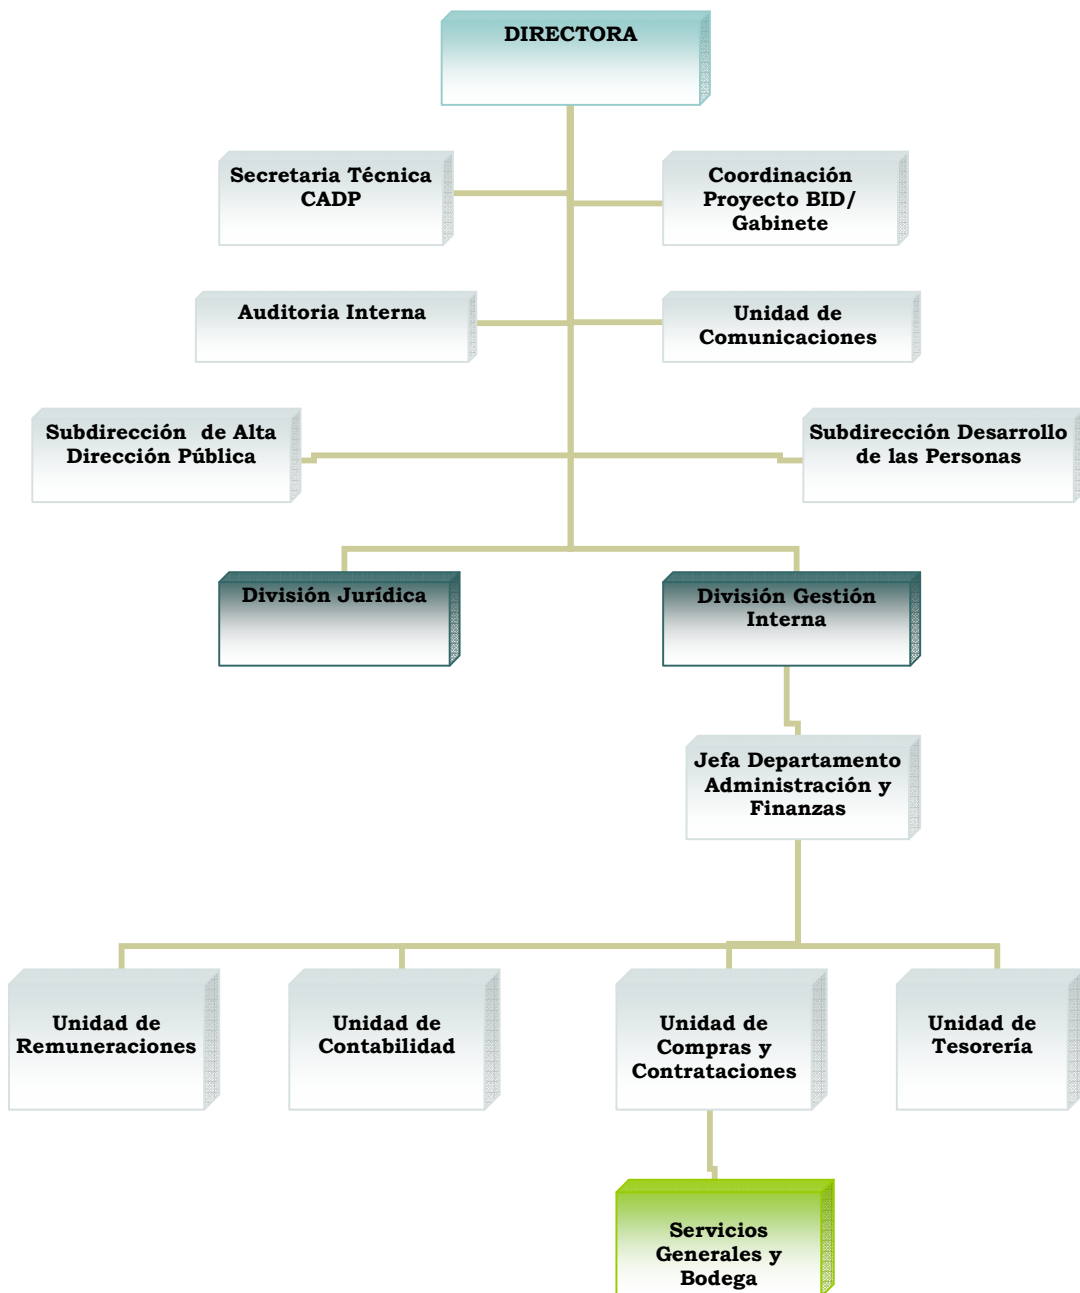 DIRECTORA
Secretaria Técnica
CADP
Coordinación
Proyecto BID/
Gabinete
Auditoria Interna
Unidad de
Comunicaciones
Subdirección de Alta
Dirección Pública
Subdirección Desarrollo
de las Personas
División Jurídica
División Gestión
Interna
Jefa Departamento
Administración y
Finanzas
Unidad de
Remuneraciones
Unidad de
Contabilidad
Unidad de
Compras y
Contrataciones
Unidad de
Tesorería
Servicios
Generales y
Bodega